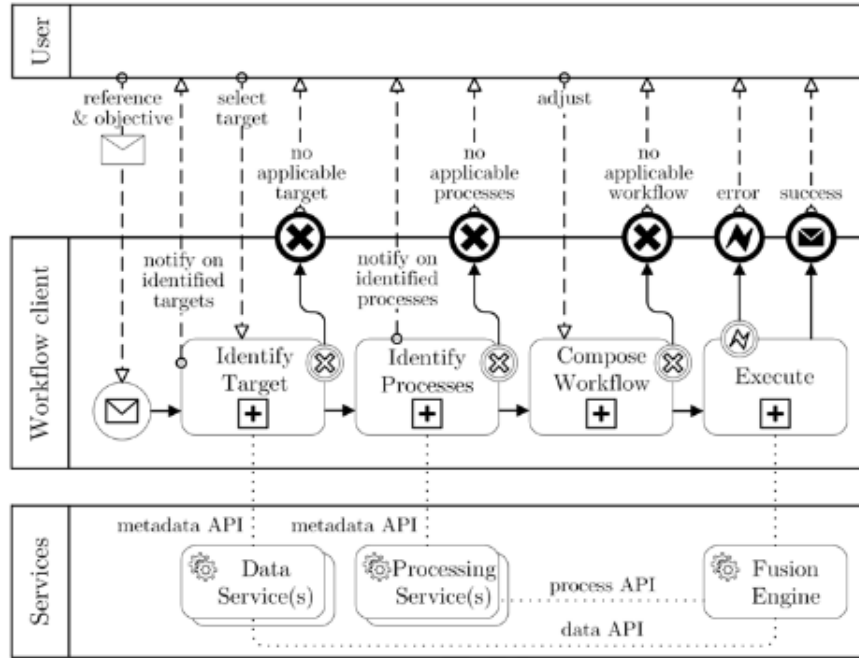 User
reference
& objective
select
target
adjust
no
applicable
target
no
applicable
processes
no
applicable
workflow
error
success
Workflow client
notify on
identified
targets
notify on
identified
processes
Identify
Target
Identify
Processes
Compose
Workflow
Execute
Services
metadata API
metadata API
Data
Service(s)
Processing
Service(s)
Fusion
Engine
process API
data API